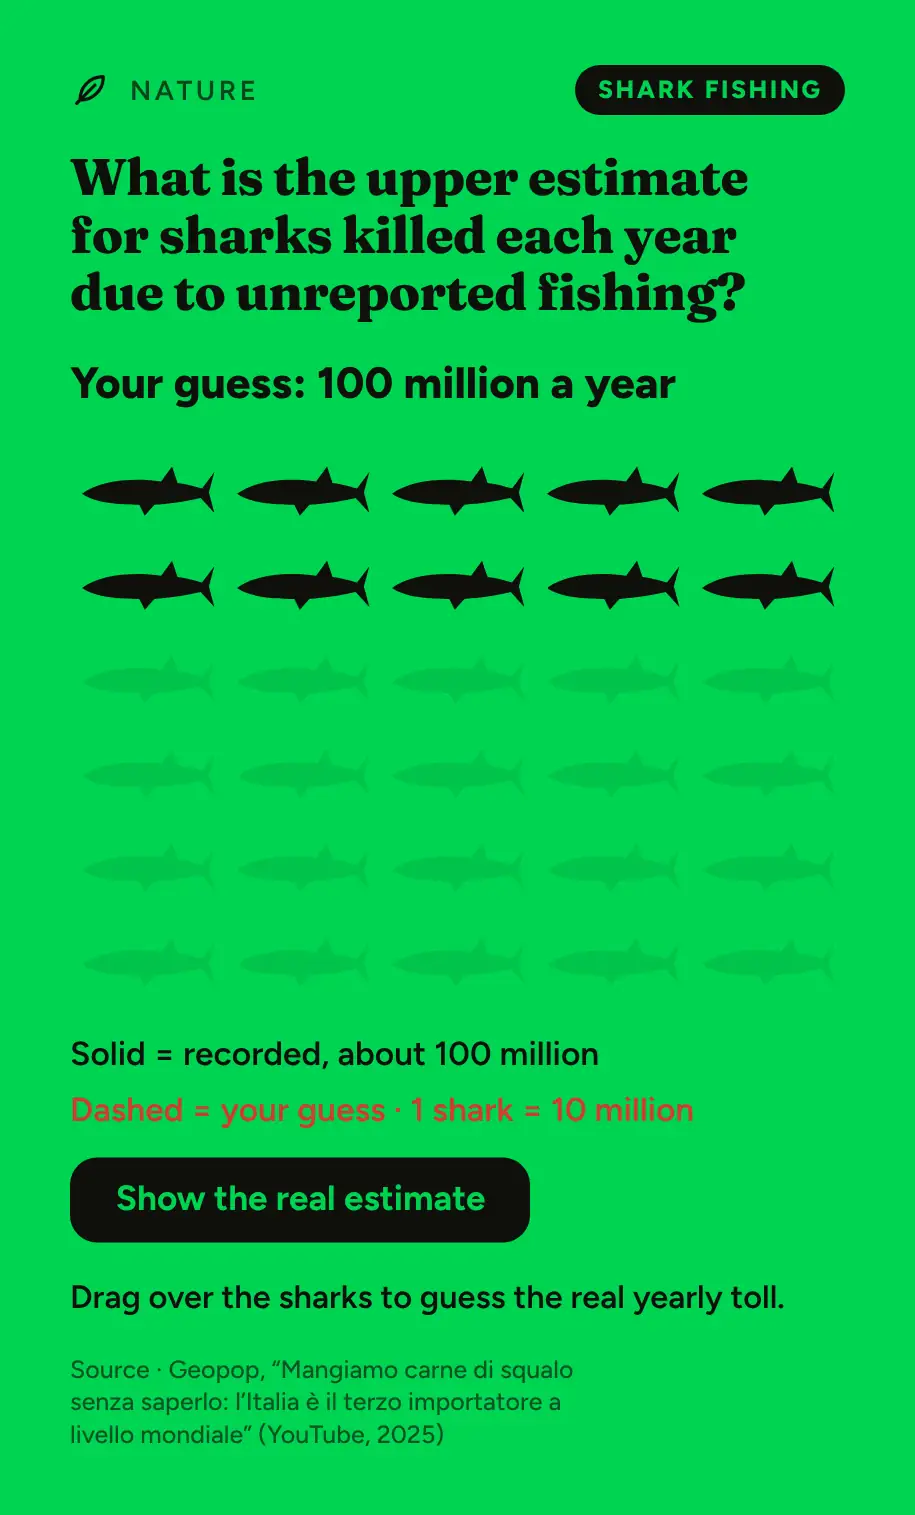 NATURE
SHARK FISHING
What is the upper estimate
for sharks killed each year
due to unreported fishing?
Your guess: 100 million a year
Solid = recorded, about 100 million
Dashed = your guess · 1 shark = 10 million
Show the real estimate
Drag over the sharks to guess the real yearly toll.
Source · Geopop, “Mangiamo carne di squalo
senza saperlo: l’Italia è il terzo importatore a
livello mondiale” (YouTube, 2025)